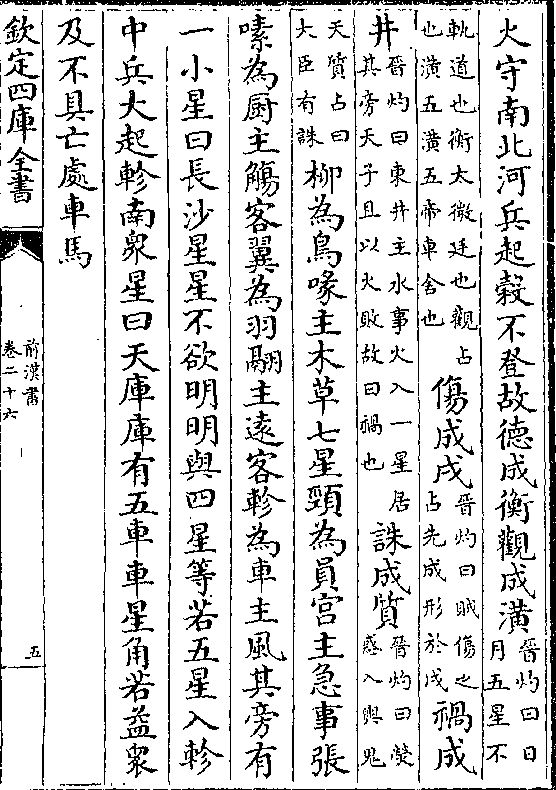 火守南北河兵起穀不登故德成衡觀成潢晉灼曰日月五星不
軌道也衡太微廷也觀占也潢五潢五帝車舍也傷成戉晉灼曰賊傷之占先成形於戉禍成
井晉灼曰東井主水事火入一星居其旁天子且以火敗故曰禍也誅成質晉灼曰熒惑入輿鬼
天質占曰大臣有誅柳為鳥喙主木草七星頸為員宫主急事張
嗉為厨主觴客翼為羽翮主逺客軫為車主風其旁有
一小星曰長沙星星不欲明明與四星等若五星入軫
中兵大起軫南衆星曰天庫庫有五車車星角若益衆
及不具亡處車馬
欽定四庫全書
前漢書
卷二十六
五